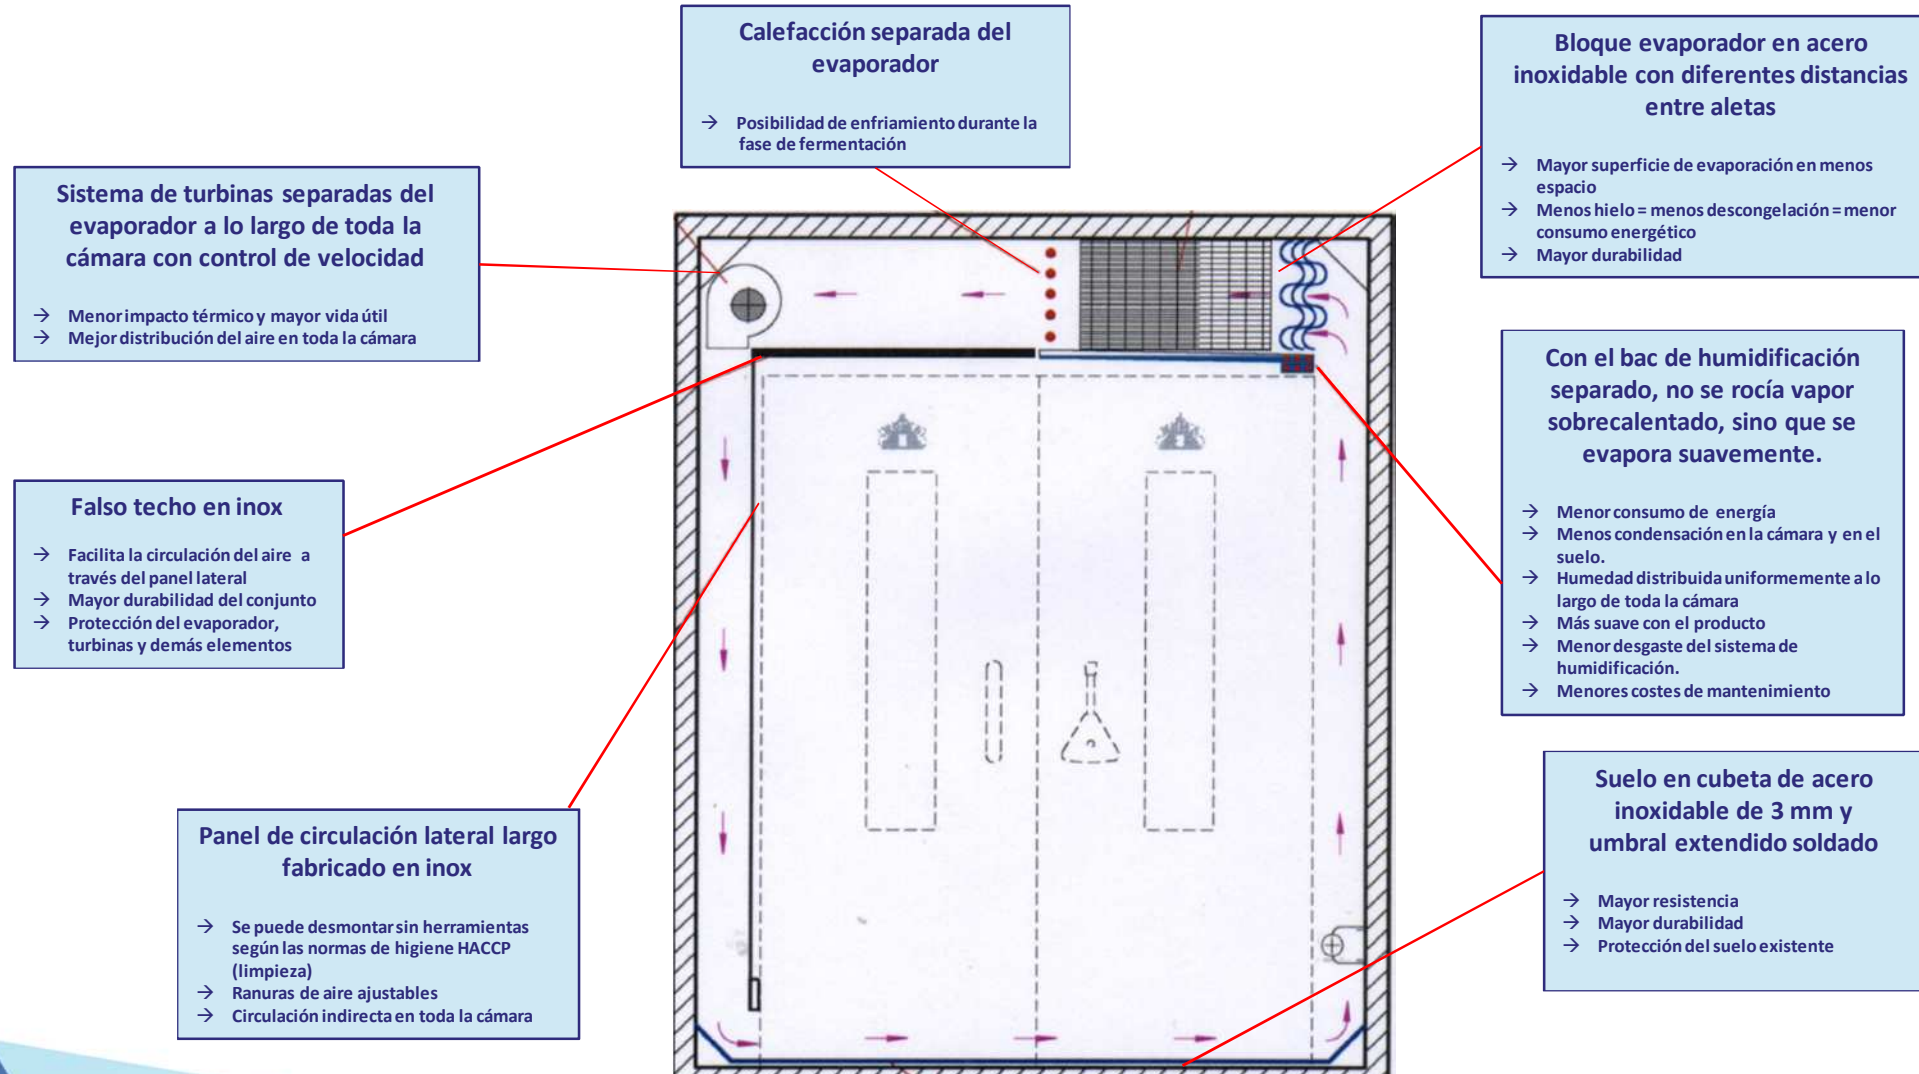 Calefacción separada del
evaporador
→ Posibilidad de enfriamiento durante la
fase de fermentación
Bloque evaporador en acero
inoxidable con diferentes distancias
entre aletas
→ Mayor superficie de evaporación en menos
espacio
→ Menos hielo = menos descongelación = menor
consumo energético
→ Mayor durabilidad
Sistema de turbinas separadas del
evaporador a lo largo de toda la
cámara con control de velocidad
→ Menor impacto térmico y mayor vida útil
→ Mejor distribución del aire en toda la cámara
Con el bac de humidificación
separado, no se rocía vapor
sobrecalentado, sino que se
evapora suavemente.
→ Menor consumo de energía
→ Menos condensación en la cámara y en el
suelo.
→ Humedad distribuida uniformemente a lo
largo de toda la cámara
→ Más suave con el producto
→ Menor desgaste del sistema de
humidificación.
→ Menores costes de mantenimiento
Falso techo en inox
→ Facilita la circulación del aire a
través del panel lateral
→ Mayor durabilidad del conjunto
→ Protección del evaporador,
turbinas y demás elementos
Panel de circulación lateral largo
fabricado en inox
→ Se puede desmontar sin herramientas
según las normas de higiene HACCP
(limpieza)
→ Ranuras de aire ajustables
→ Circulación indirecta en toda la cámara
Suelo en cubeta de acero
inoxidable de 3 mm y
umbral extendido soldado
→ Mayor resistencia
→ Mayor durabilidad
→ Protección del suelo existente